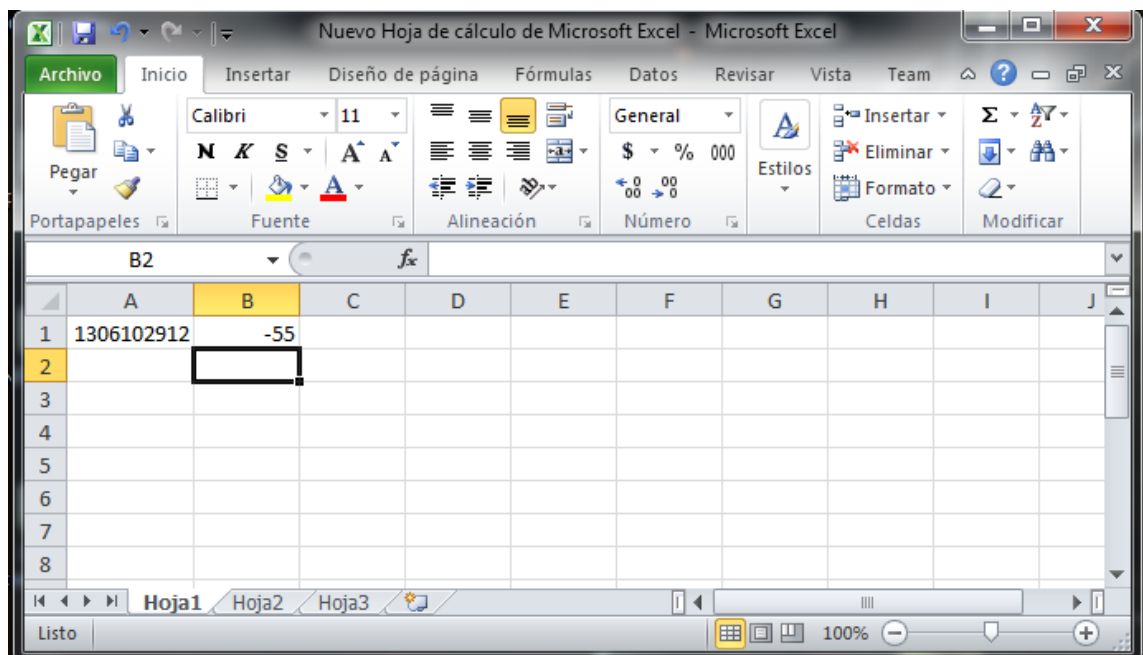 Nuevo Hoja de cálculo de Microsoft Excel - Microsoft Excel
Archivo Inicio Insertar Diseño de página Fórmulas Datos Revisar Vista Team
Calibri 11 General Insertar Σ
Pegar N K S A A $ % 000 Estilos Eliminar
A Formato
Portapapeles Fuente Alineación Número Celdas Modificar
B2 fx
A B C D E F G H I J
1 1306102912 -55
2
3
4
5
6
7
8
Hoja1 Hoja2 Hoja3
Listo 100%